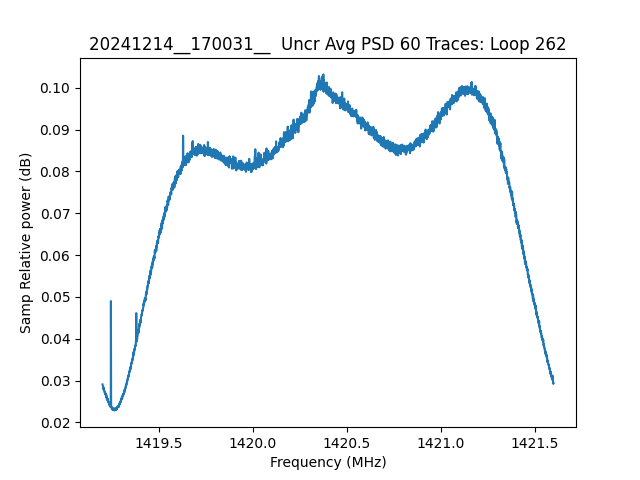 20241214__170031__  Uncr Avg PSD 60 Traces: Loop 262
0.10
0.09
0.08
0.07
0.06
0.05
0.04
0.03
0.02
Samp Relative power (dB)
1419.5 1420.0 1420.5 1421.0 1421.5
Frequency (MHz)